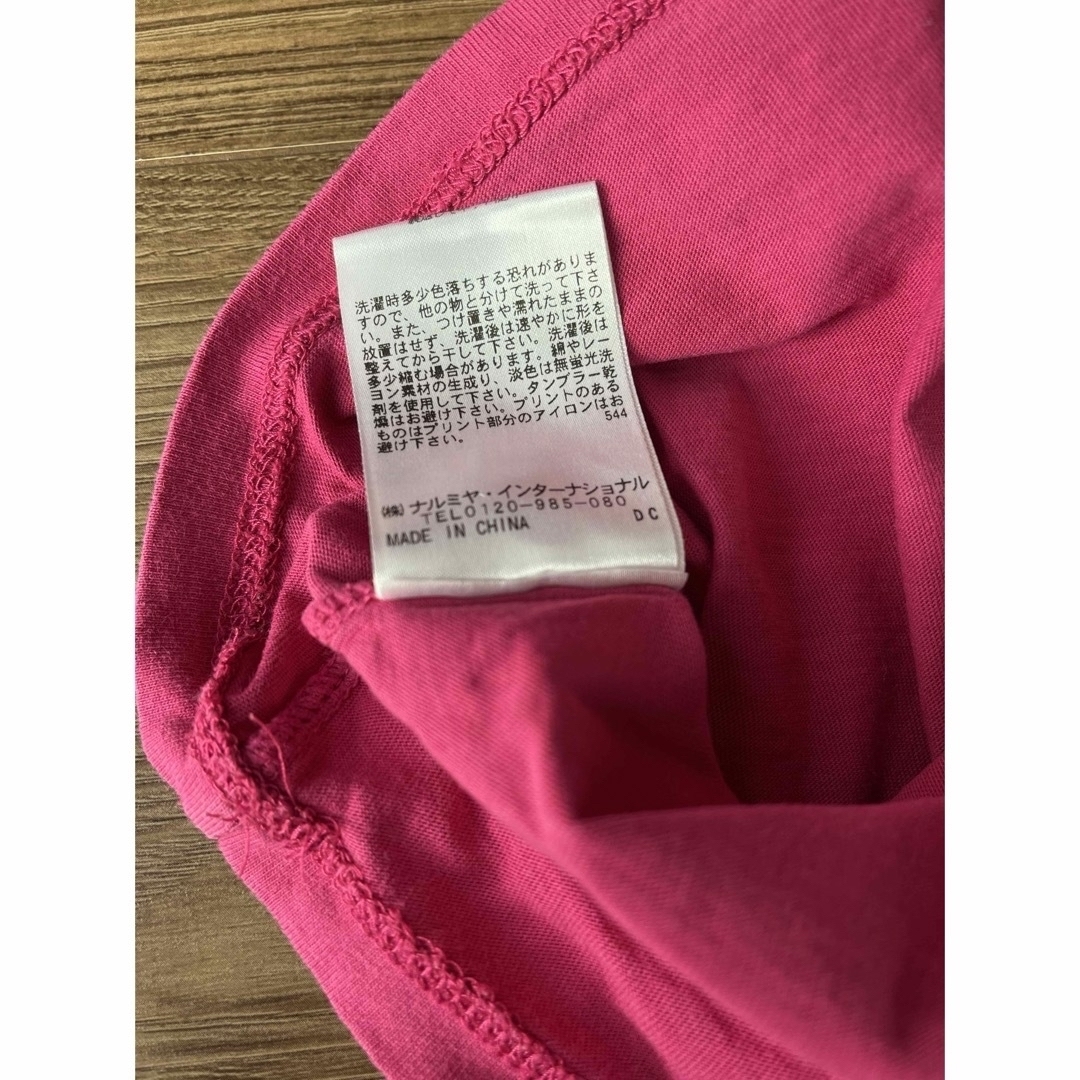 洗濯時多少色落ちする恐れがありま
すので、他の物と分けて洗って下さ
い。また、つけ置きや濡れたままの
放置はせず、洗濯後は速やかに形を
整えてから干して下さい。洗濯後は
多少縮む場合があります。綿やレー
ヨン素材の生成り、淡色は無蛍光洗
剤を使用して下さい。タンブラー乾
燥はお避け下さい。プリントのある
ものはプリント部分のアイロンはお
避け下さい。
544
㈱ナルミヤ・インターナショナル
TEL0120-985-080
MADE IN CHINA
DC